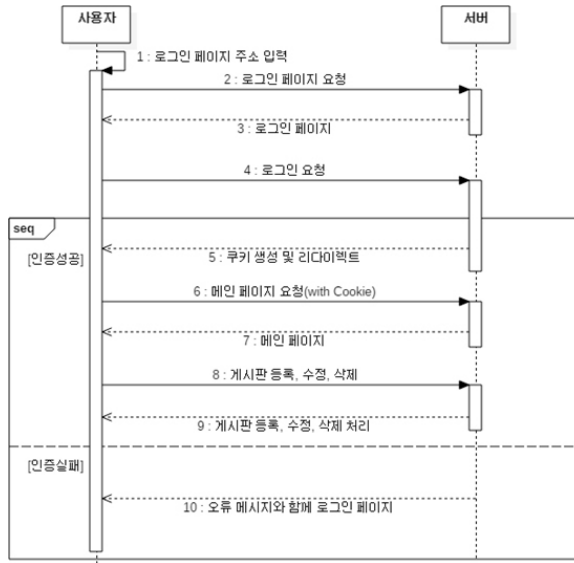 사용자
서버
1 : 로그인 페이지 주소 입력
2 : 로그인 페이지 요청
3 : 로그인 페이지
4 : 로그인 요청
seq
[인증성공]
5 : 쿠키 생성 및 리다이렉트
6 : 메인 페이지 요청(with Cookie)
7 : 메인 페이지
8 : 게시판 등록, 수정, 삭제
9 : 게시판 등록, 수정, 삭제 처리
[인증실패]
10 : 오류 메시지와 함께 로그인 페이지